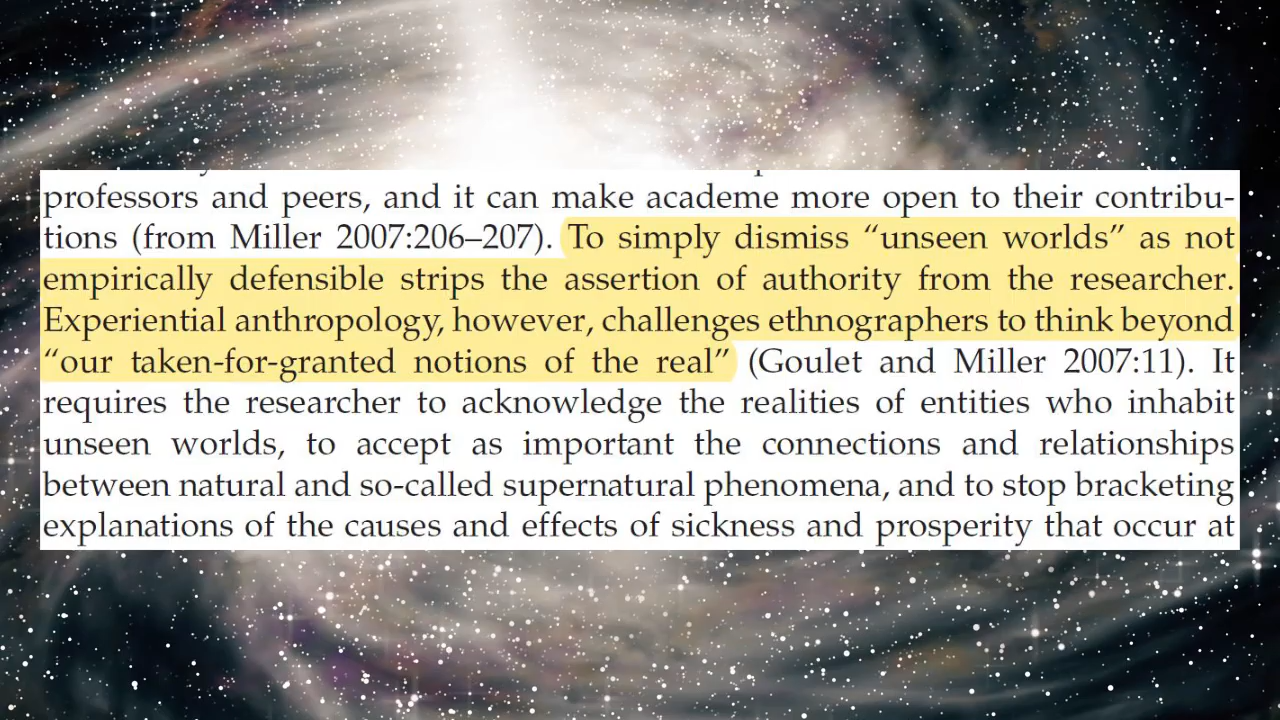 professors and peers, and it can make academe more open to their contribu-
tions (from Miller 2007:206–207). To simply dismiss “unseen worlds” as not
empirically defensible strips the assertion of authority from the researcher.
Experiential anthropology, however, challenges ethnographers to think beyond
“our taken-for-granted notions of the real” (Goulet and Miller 2007:11). It
requires the researcher to acknowledge the realities of entities who inhabit
unseen worlds, to accept as important the connections and relationships
between natural and so-called supernatural phenomena, and to stop bracketing
explanations of the causes and effects of sickness and prosperity that occur at